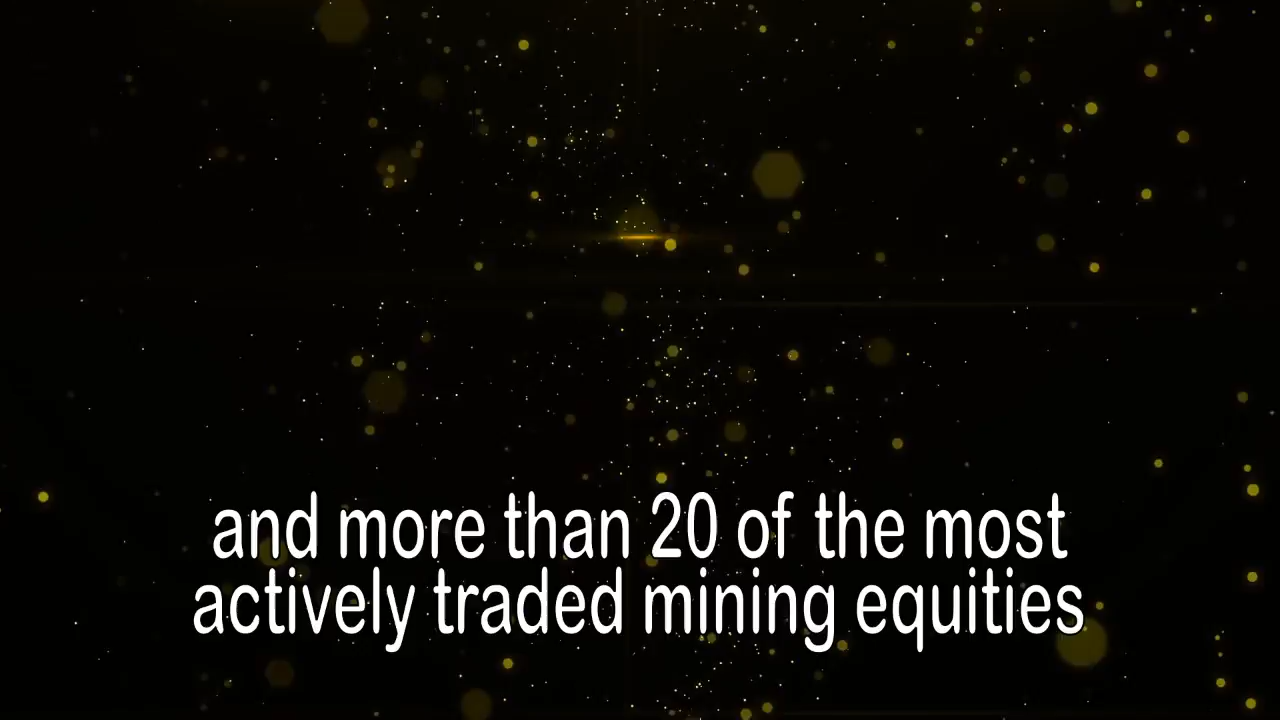 and more than 20 of the most
actively traded mining equities